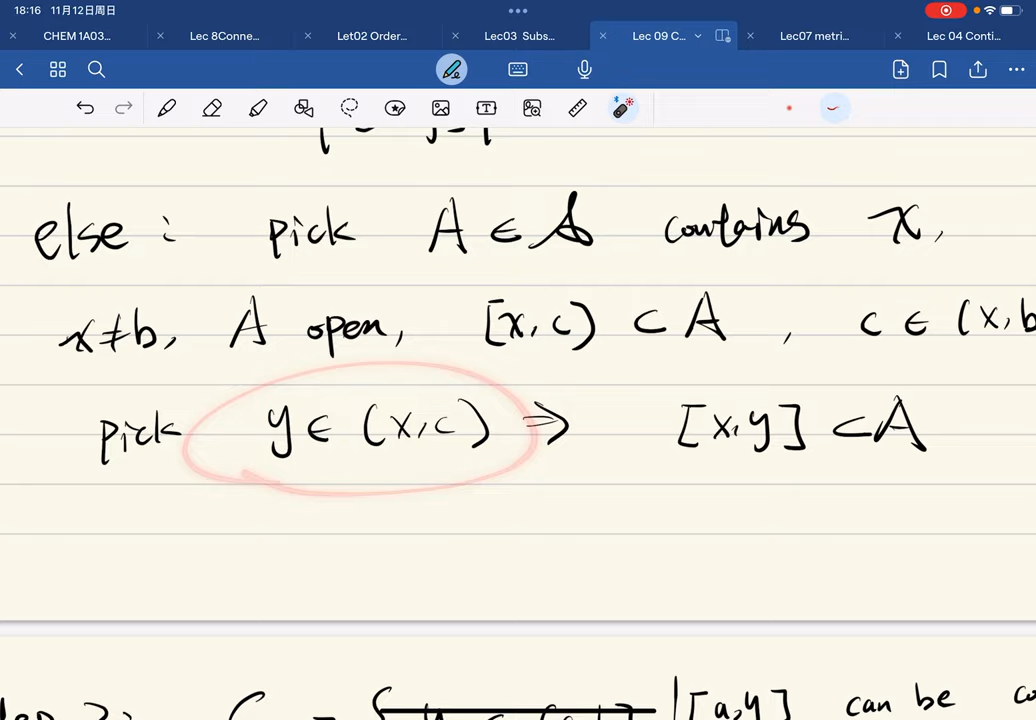 18:16 11月12日周日
CHEM 1A03... Lec 8Conne... Let02 Order... Lec03 Subs... Lec 09 C... Lec07 metri... Lec 04 Conti...
else: pick A ∈ 𝒜 contains x,
x≠b, A open, [x,c) ⊂ A, c ∈ (x,b
pick y ∈ (x,c) ⇒ [x,y] ⊂ A
[a,y] can be